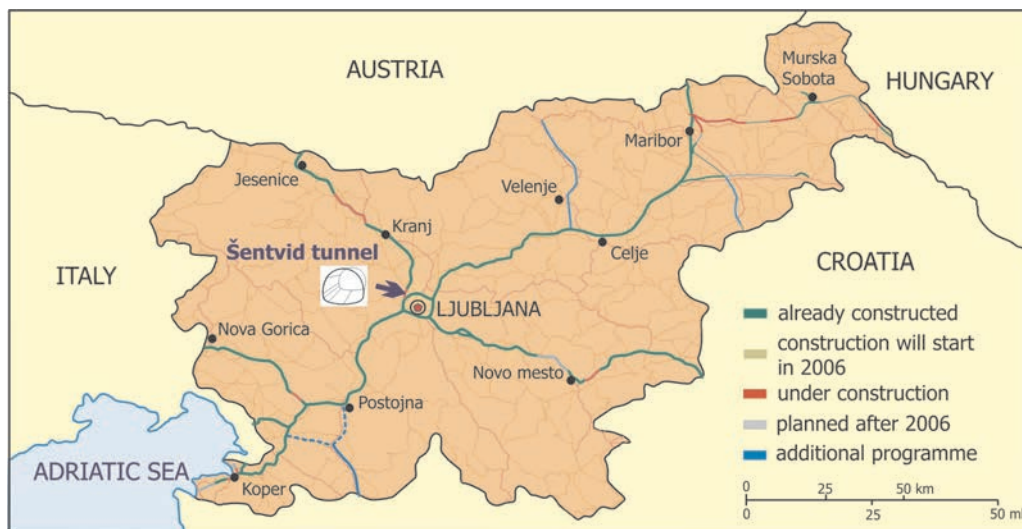 AUSTRIA
Murska
Sobota
HUNGARY
Maribor
Jesenice
Velenje
Kranj
Šentvid tunnel
Celje
ITALY
CROATIA
LJUBLJANA
already constructed
Nova Gorica
construction will start
in 2006
Novo mesto
under construction
Postojna
planned after 2006
ADRIATIC SEA
additional programme
Koper
0 25 50 km
0 25 50 mi